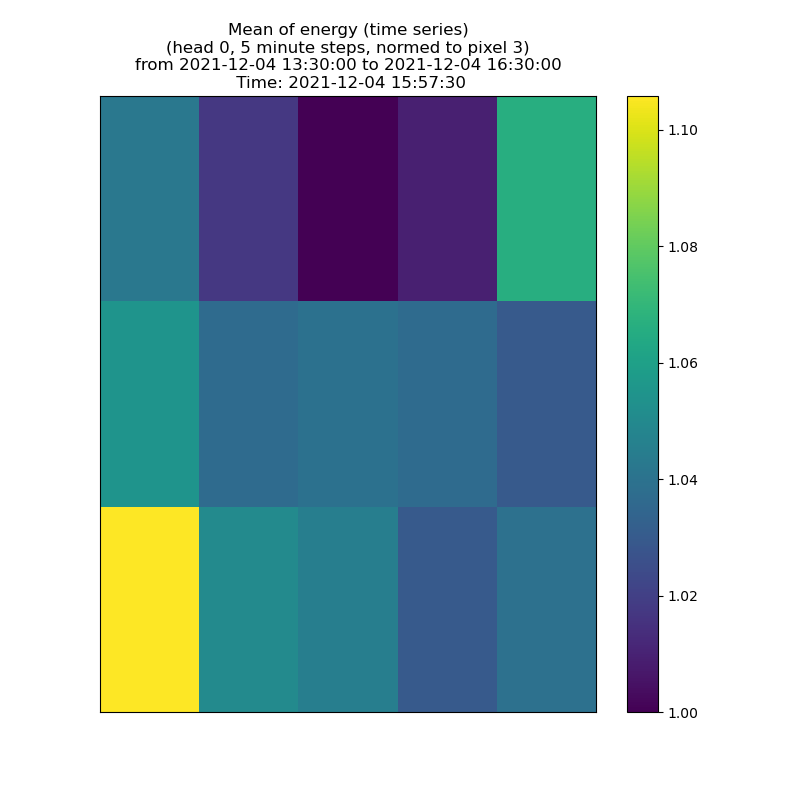 Mean of energy (time series)
(head 0, 5 minute steps, normed to pixel 3)
from 2021-12-04 13:30:00 to 2021-12-04 16:30:00
Time: 2021-12-04 15:57:30
1.10
1.08
1.06
1.04
1.02
1.00